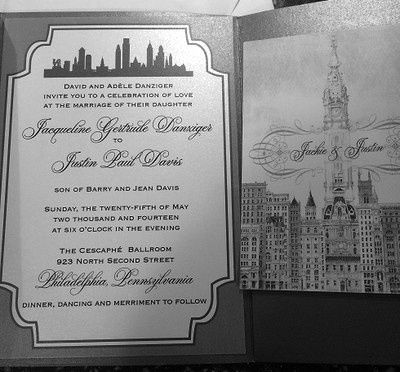 David and Adèle Danziger
invite you to a celebration of love
at the marriage of their daughter
Jacqueline Gertrude Danziger
to
Justin Paul Davis
son of Barry and Jean Davis
Sunday, the twenty-fifth of May
two thousand and fourteen
at six o'clock in the evening
The Cescaphé Ballroom
923 North Second Street
Philadelphia, Pennsylvania
dinner, dancing and merriment to follow
Jackie & Justin